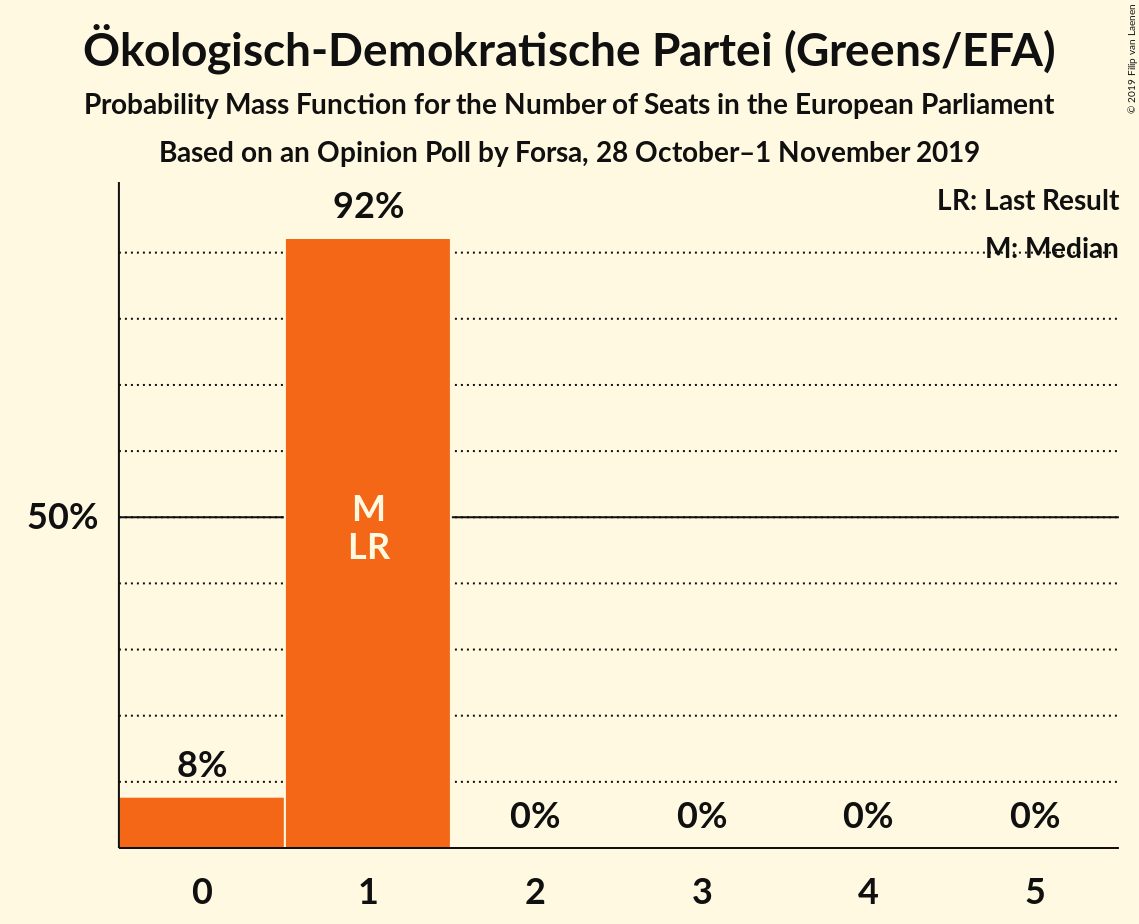 Ökologisch-Demokratische Partei (Greens/EFA)
Probability Mass Function for the Number of Seats in the European Parliament
Based on an Opinion Poll by Forsa, 28 October–1 November 2019
© 2019 Filip van Laenen
LR: Last Result
M: Median
92%
50%
M
LR
8%
0%
0%
0%
0%
0
1
2
3
4
5